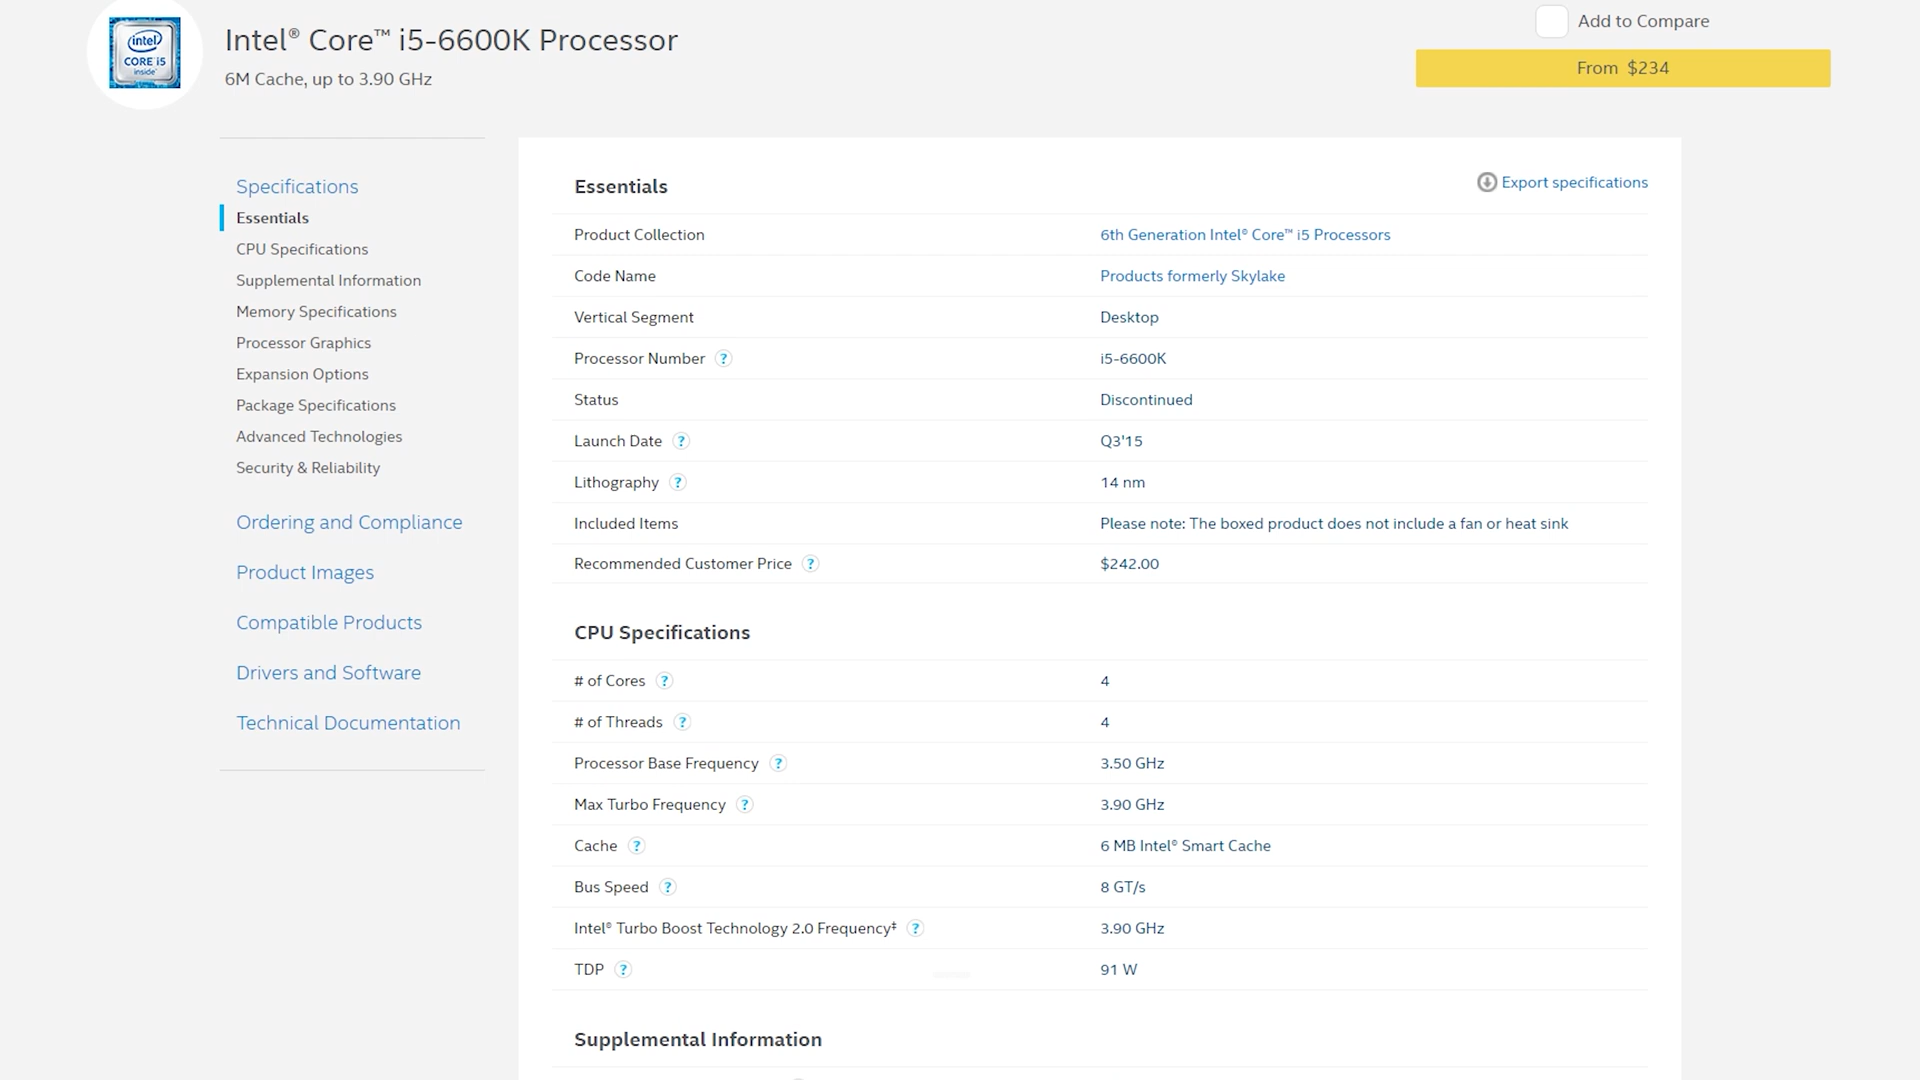 intel
CORE i5
inside
Intel® Core™ i5-6600K Processor
6M Cache, up to 3.90 GHz
Add to Compare
From $234
Specifications
Essentials
CPU Specifications
Supplemental Information
Memory Specifications
Processor Graphics
Expansion Options
Package Specifications
Advanced Technologies
Security & Reliability
Ordering and Compliance
Product Images
Compatible Products
Drivers and Software
Technical Documentation
Essentials
Export specifications
Product Collection 6th Generation Intel® Core™ i5 Processors
Code Name Products formerly Skylake
Vertical Segment Desktop
Processor Number ? i5-6600K
Status Discontinued
Launch Date ? Q3'15
Lithography ? 14 nm
Included Items Please note: The boxed product does not include a fan or heat sink
Recommended Customer Price ? $242.00
CPU Specifications
# of Cores ? 4
# of Threads ? 4
Processor Base Frequency ? 3.50 GHz
Max Turbo Frequency ? 3.90 GHz
Cache ? 6 MB Intel® Smart Cache
Bus Speed ? 8 GT/s
Intel® Turbo Boost Technology 2.0 Frequency‡ ? 3.90 GHz
TDP ? 91 W
Supplemental Information